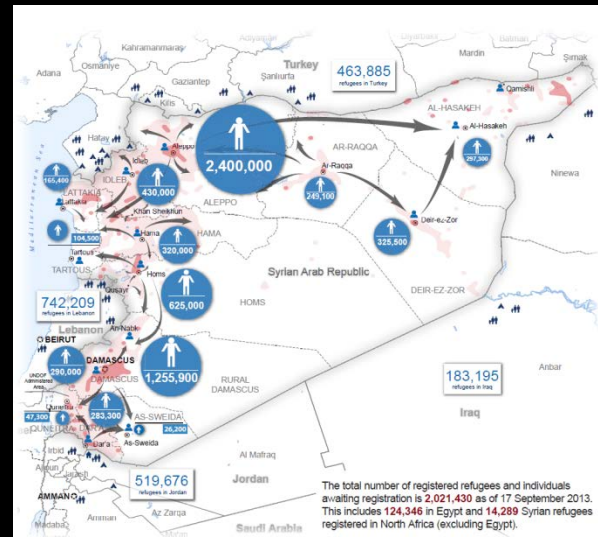 Adana
Kahramanmaraş
Osmaniye
Gaziantep
Kilis
Şanlıurfa
Turkey
463,885
refugees in Turkey
Mardin
Şırnak
Qamishli
AL-HASAKEH
Al-Hasakeh
297,300
Ninewa
Hatay
Aleppo
2,400,000
AR-RAQQA
Ar-Raqqa
249,100
Idleb
IDLEB
430,000
ALEPPO
165,400
LATTAKIA
Lattakia
Mediterranean Sea
Khan Sheikhun
Deir-ez-Zor
325,500
104,500
Hama
HAMA
320,000
Tartous
TARTOUS
Homs
Syrian Arab Republic
DEIR-EZ-ZOR
HOMS
625,000
Qusayr
742,209
refugees in Lebanon
Lebanon
BEIRUT
An-Nabk
DAMASCUS
DAMASCUS
290,000
1,255,900
RURAL
DAMASCUS
UNDOF
Administered
Area
183,195
refugees in Iraq
Anbar
Iraq
47,300
Quneitra
QUNEITRA
283,300
AS-SWEIDA
26,200
As-Sweida
Dar'a
Irbid
Ajloun
Jarash
519,676
refugees in Jordan
Al Mafraq
Jordan
AMMAN
Amman
Az Zarqa
Madaba
Saudi Arabia
The total number of registered refugees and individuals
awaiting registration is 2,021,430 as of 17 September 2013.
This includes 124,346 in Egypt and 14,289 Syrian refugees
registered in North Africa (excluding Egypt).